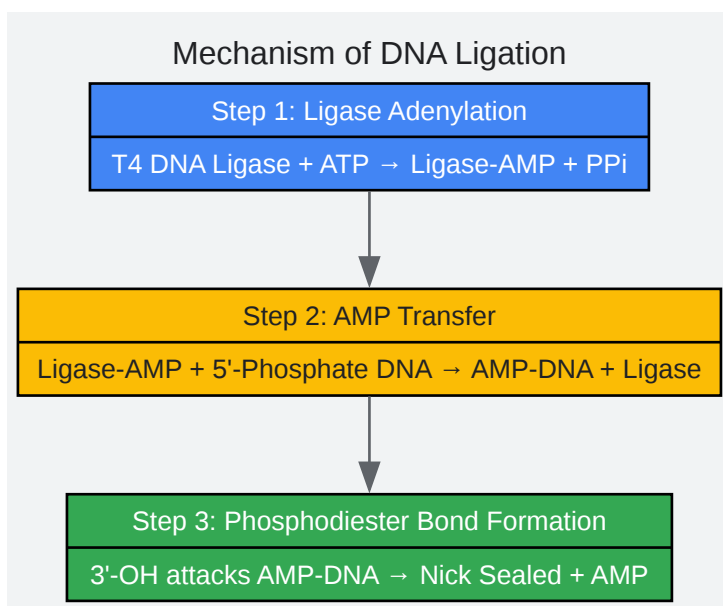 Mechanism of DNA Ligation
Step 1: Ligase Adenylation
T4 DNA Ligase + ATP → Ligase-AMP + PPi
Step 2: AMP Transfer
Ligase-AMP + 5'-Phosphate DNA → AMP-DNA + Ligase
Step 3: Phosphodiester Bond Formation
3'-OH attacks AMP-DNA → Nick Sealed + AMP